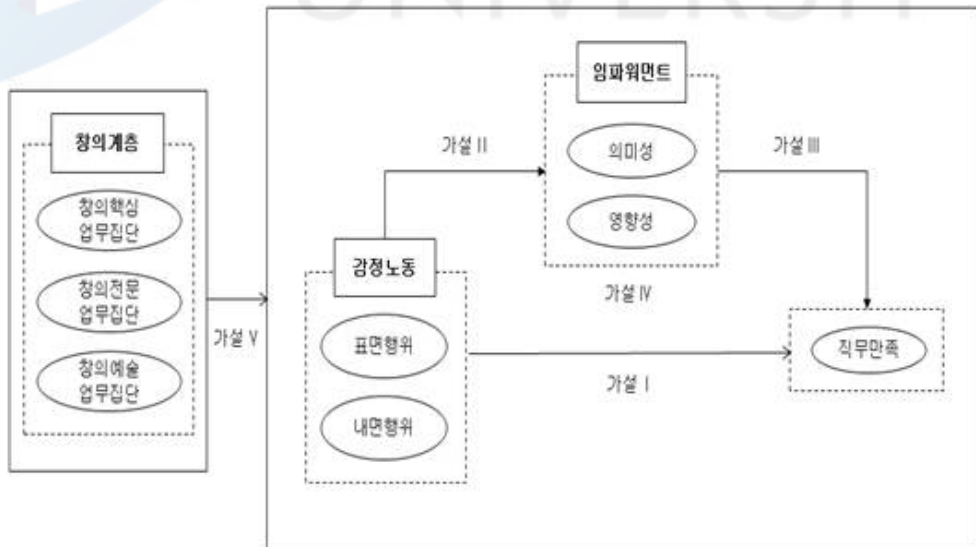 UNIVERSIT
창의계층
창의핵심
업무집단
창의전문
업무집단
창의예술
업무집단
가설 V
임파워먼트
의미성
영향성
가설 II
가설 III
가설 IV
감정노동
표면행위
내면행위
가설 I
직무만족